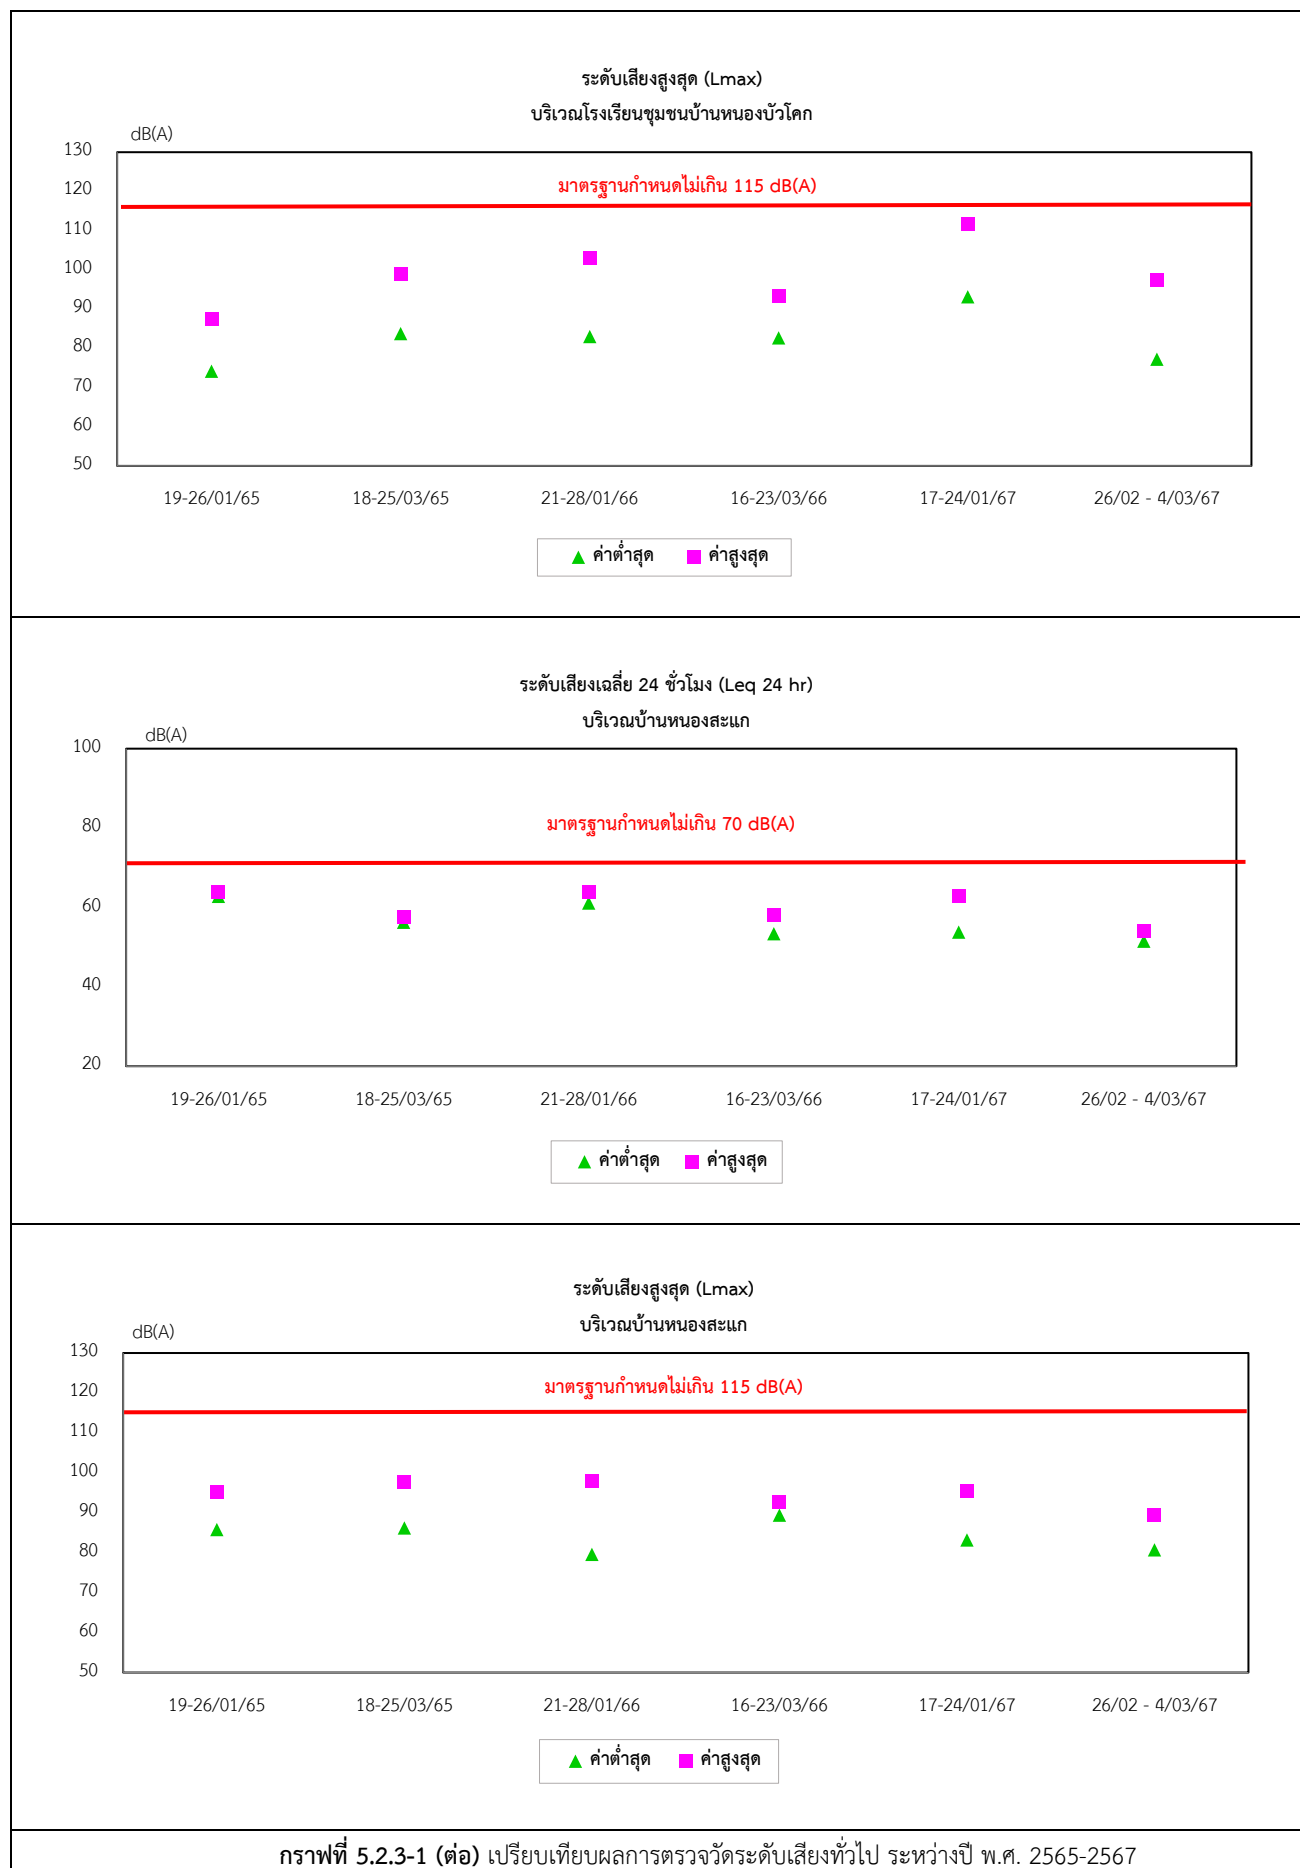 ระดับเสียงสูงสุด (Lmax)
บริเวณโรงเรียนชุมชนบ้านหนองบัวโคก
dB(A)
130
120
110
100
90
80
70
60
50
มาตรฐานกำหนดไม่เกิน 115 dB(A)
19-26/01/65 18-25/03/65 21-28/01/66 16-23/03/66 17-24/01/67 26/02 - 4/03/67
ค่าต่ำสุด ค่าสูงสุด
ระดับเสียงเฉลี่ย 24 ชั่วโมง (Leq 24 hr)
บริเวณบ้านหนองสะแก
dB(A)
100
80
60
40
20
มาตรฐานกำหนดไม่เกิน 70 dB(A)
19-26/01/65 18-25/03/65 21-28/01/66 16-23/03/66 17-24/01/67 26/02 - 4/03/67
ค่าต่ำสุด ค่าสูงสุด
ระดับเสียงสูงสุด (Lmax)
บริเวณบ้านหนองสะแก
dB(A)
130
120
110
100
90
80
70
60
50
มาตรฐานกำหนดไม่เกิน 115 dB(A)
19-26/01/65 18-25/03/65 21-28/01/66 16-23/03/66 17-24/01/67 26/02 - 4/03/67
ค่าต่ำสุด ค่าสูงสุด
กราฟที่ 5.2.3-1 (ต่อ) เปรียบเทียบผลการตรวจวัดระดับเสียงทั่วไป ระหว่างปี พ.ศ. 2565-2567